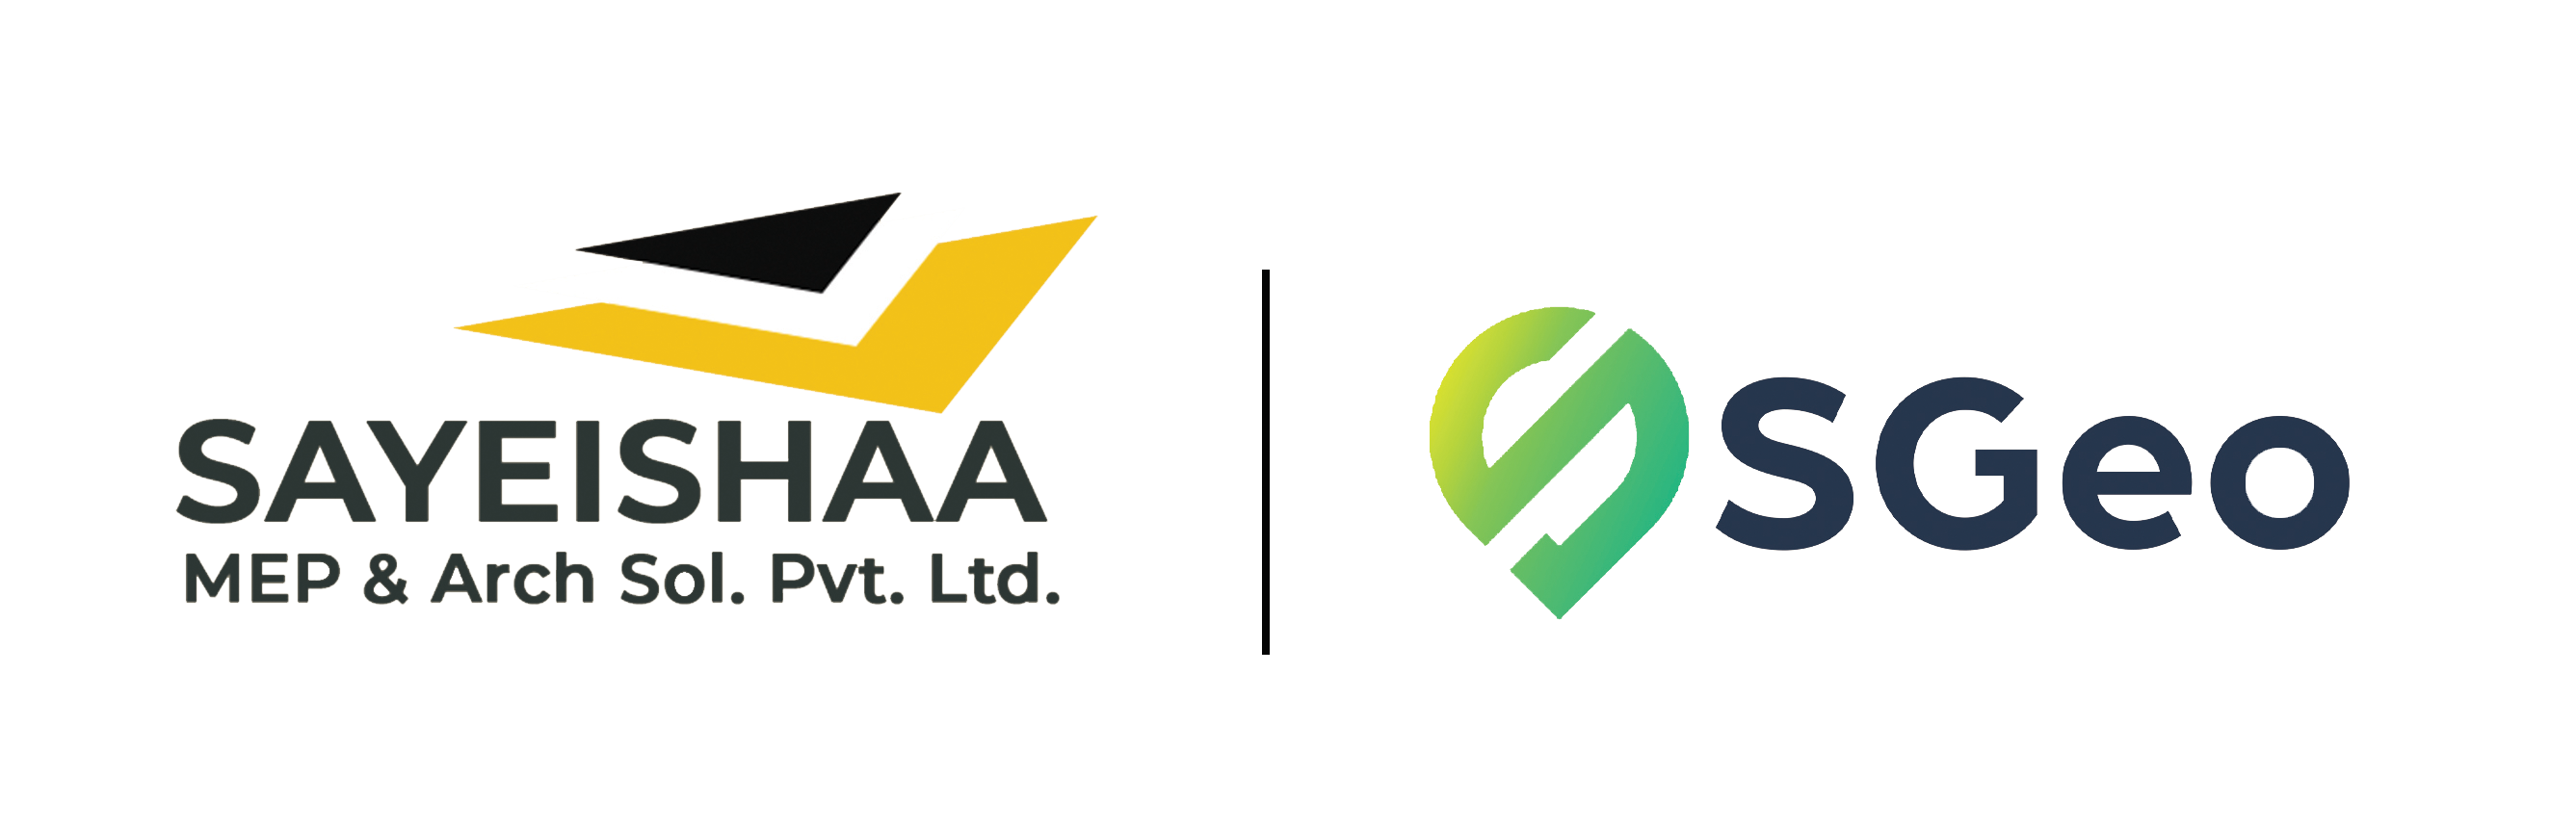 SAYEISHAA
MEP & Arch Sol. Pvt. Ltd.
SGeo